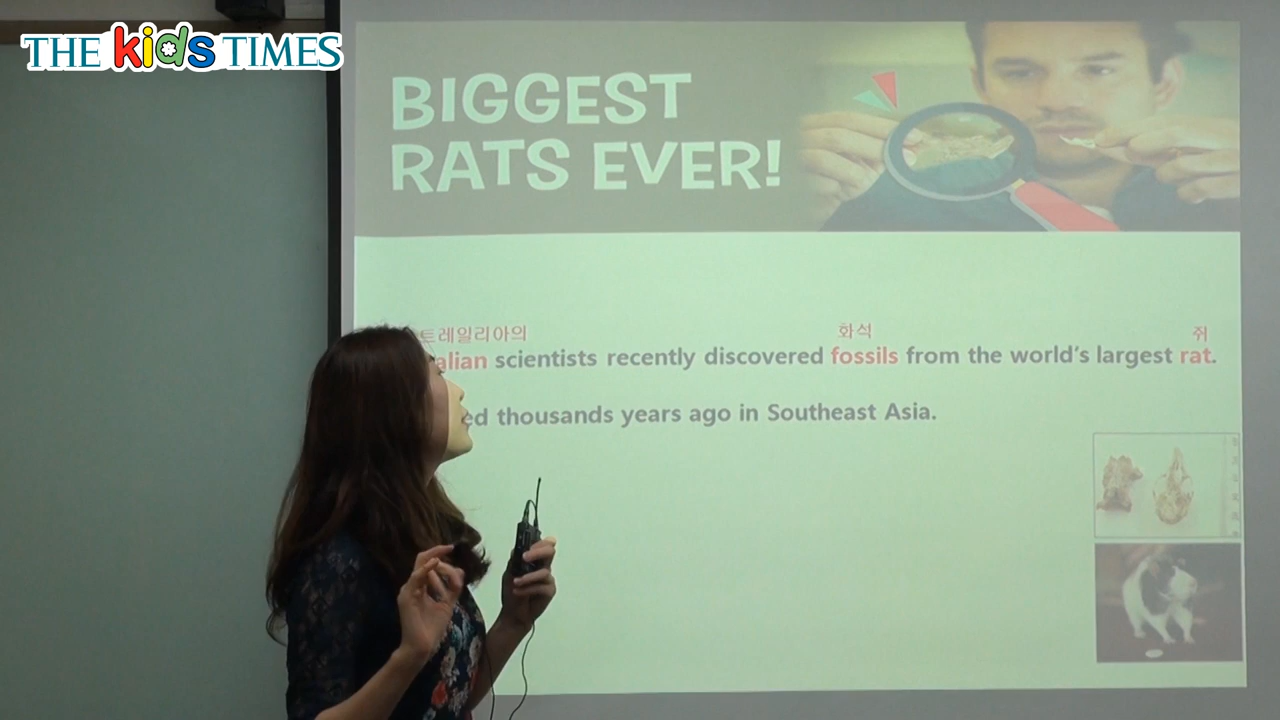 THE kids TIMES
BIGGEST
RATS EVER!
트레일리아의 화석 쥐
alian scientists recently discovered fossils from the world's largest rat.
ed thousands years ago in Southeast Asia.